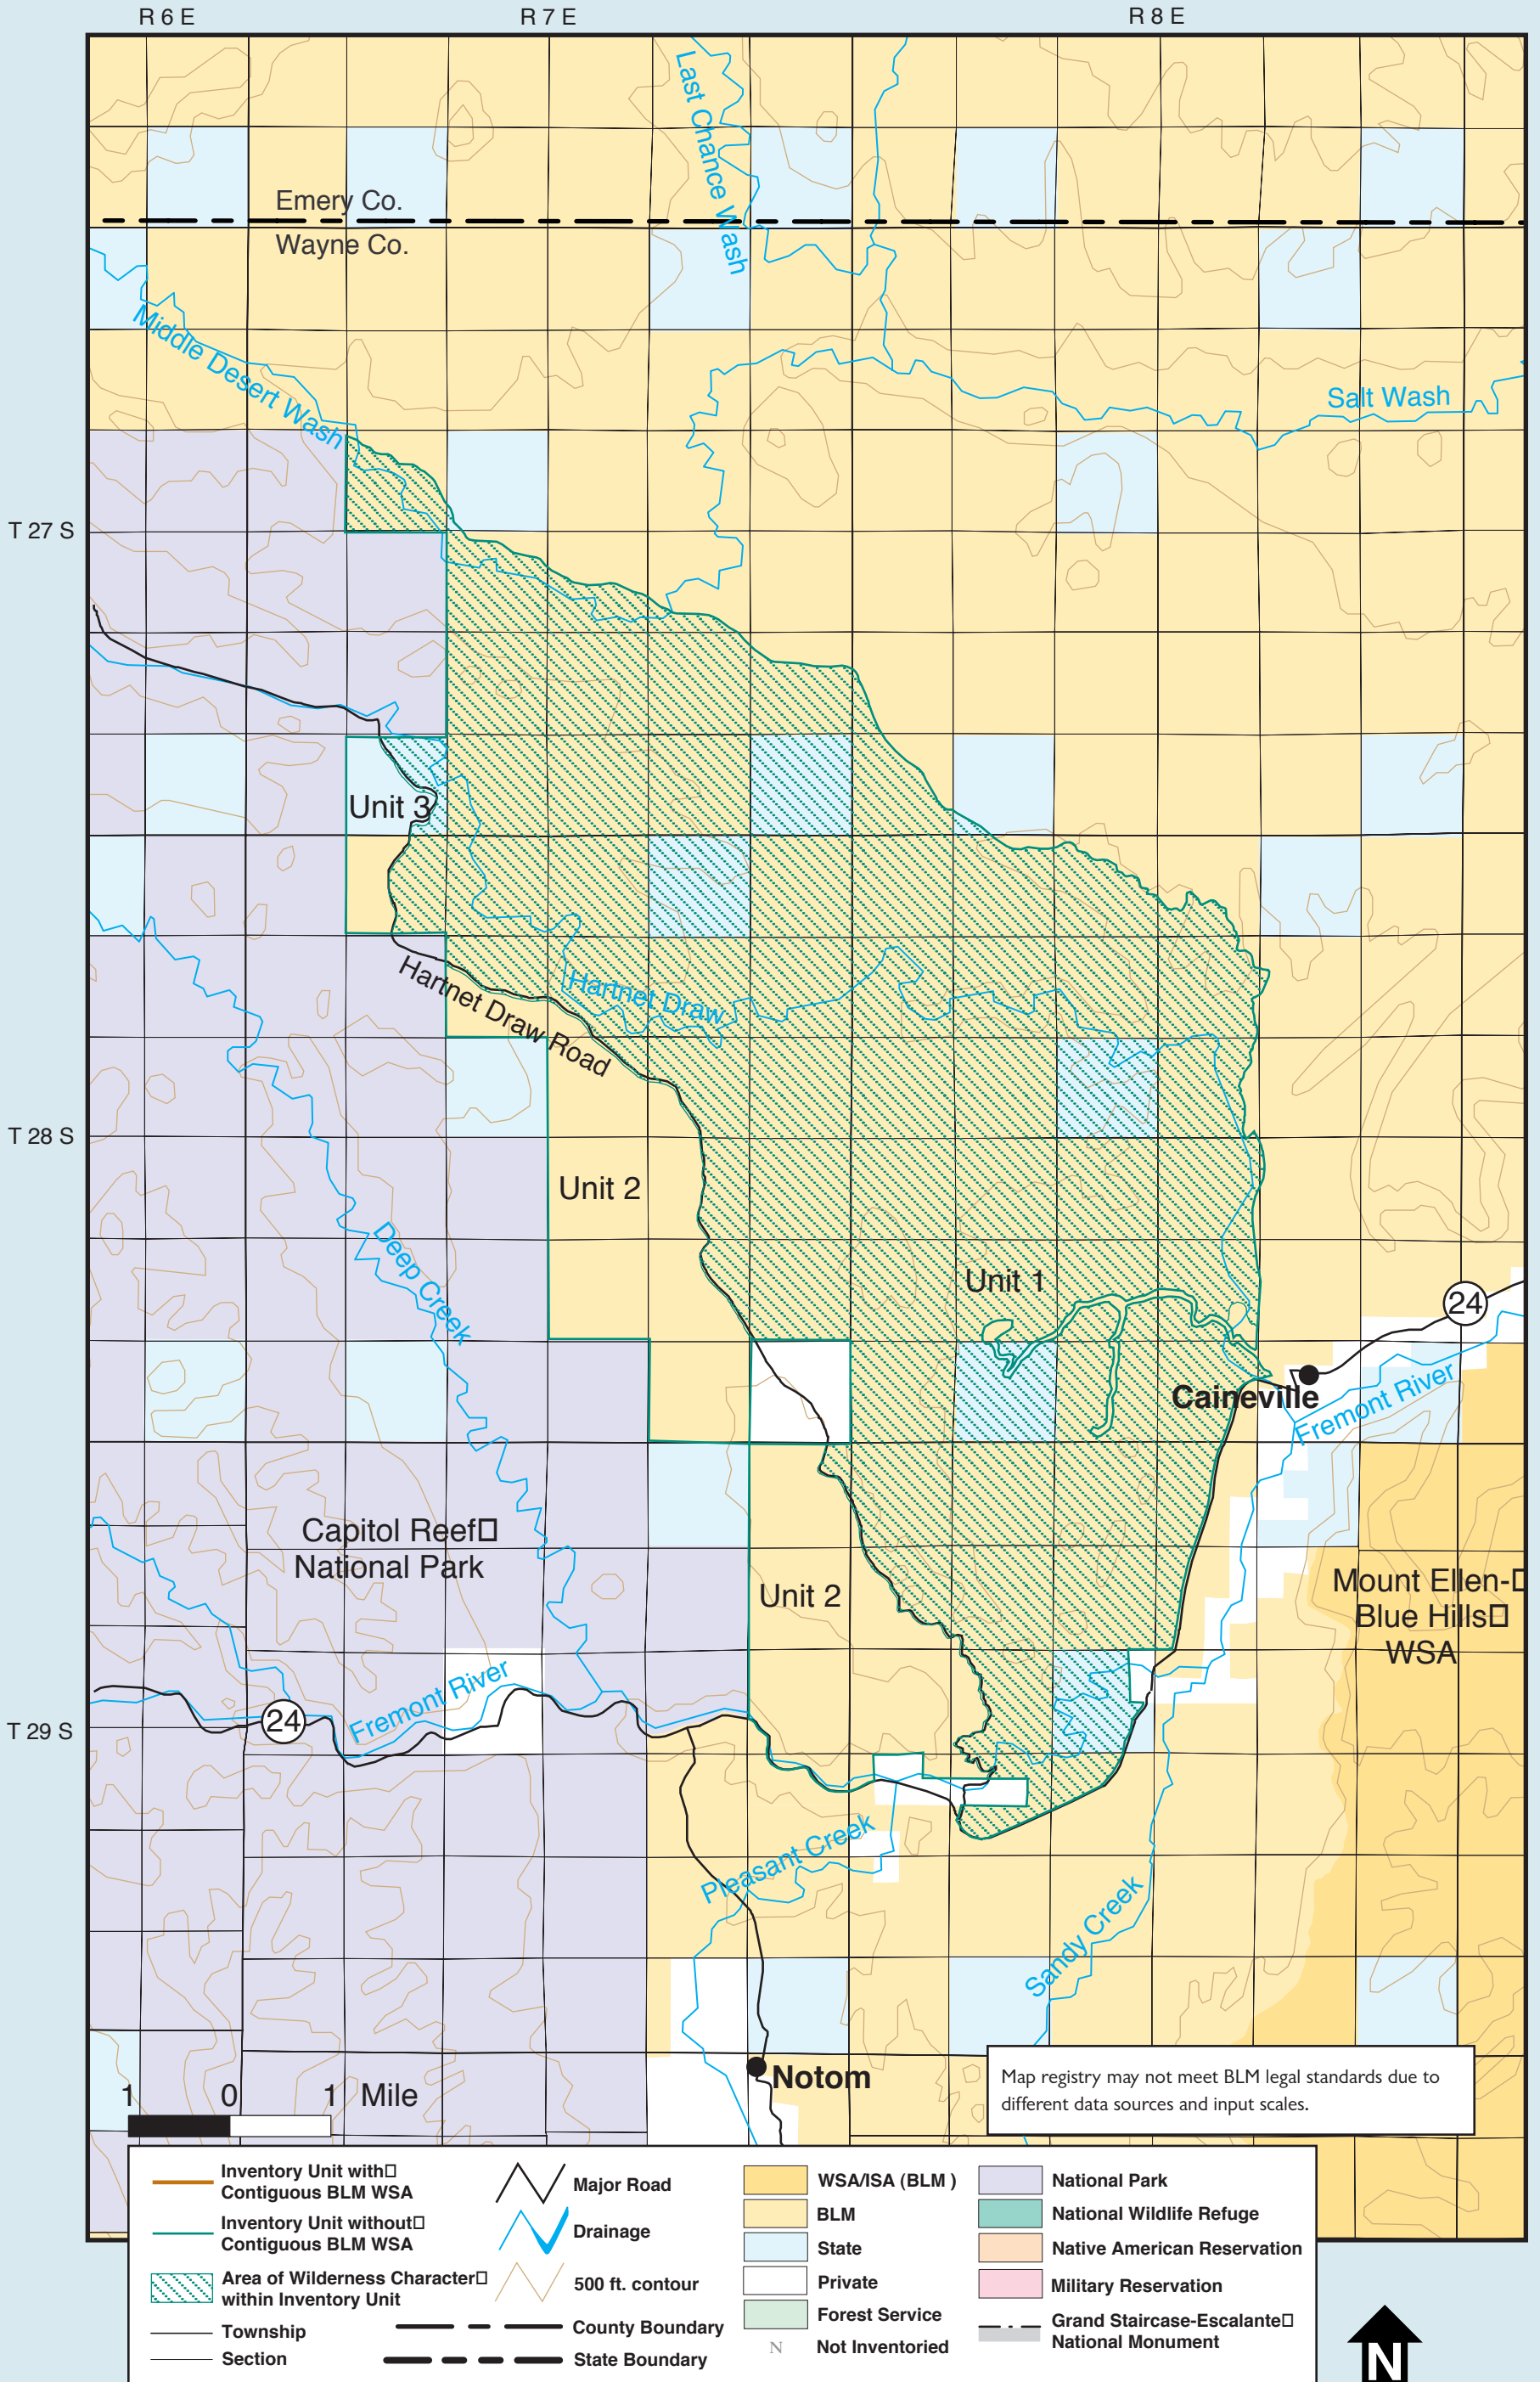 R 6 E
R 7 E
R 8 E
Last Chance Wash
Emery Co.
Wayne Co.
Middle Desert Wash
Salt Wash
T 27 S
Unit 3
Hartnet Draw
Hartnet Draw Road
T 28 S
Unit 2
Deep Creek
Unit 1
24
Caineville
Fremont River
Capitol Reef
National Park
Unit 2
Mount Ellen-
Blue Hills
WSA
Fremont River
24
T 29 S
Pleasant Creek
Sandy Creek
Notom
Map registry may not meet BLM legal standards due to
different data sources and input scales.
1 0 1 Mile
Inventory Unit with
Contiguous BLM WSA
Inventory Unit without
Contiguous BLM WSA
Area of Wilderness Character
within Inventory Unit
Township
Section
Major Road
Drainage
500 ft. contour
County Boundary
State Boundary
WSA/ISA (BLM )
BLM
State
Private
Forest Service
N Not Inventoried
National Park
National Wildlife Refuge
Native American Reservation
Military Reservation
Grand Staircase-Escalante
National Monument
N